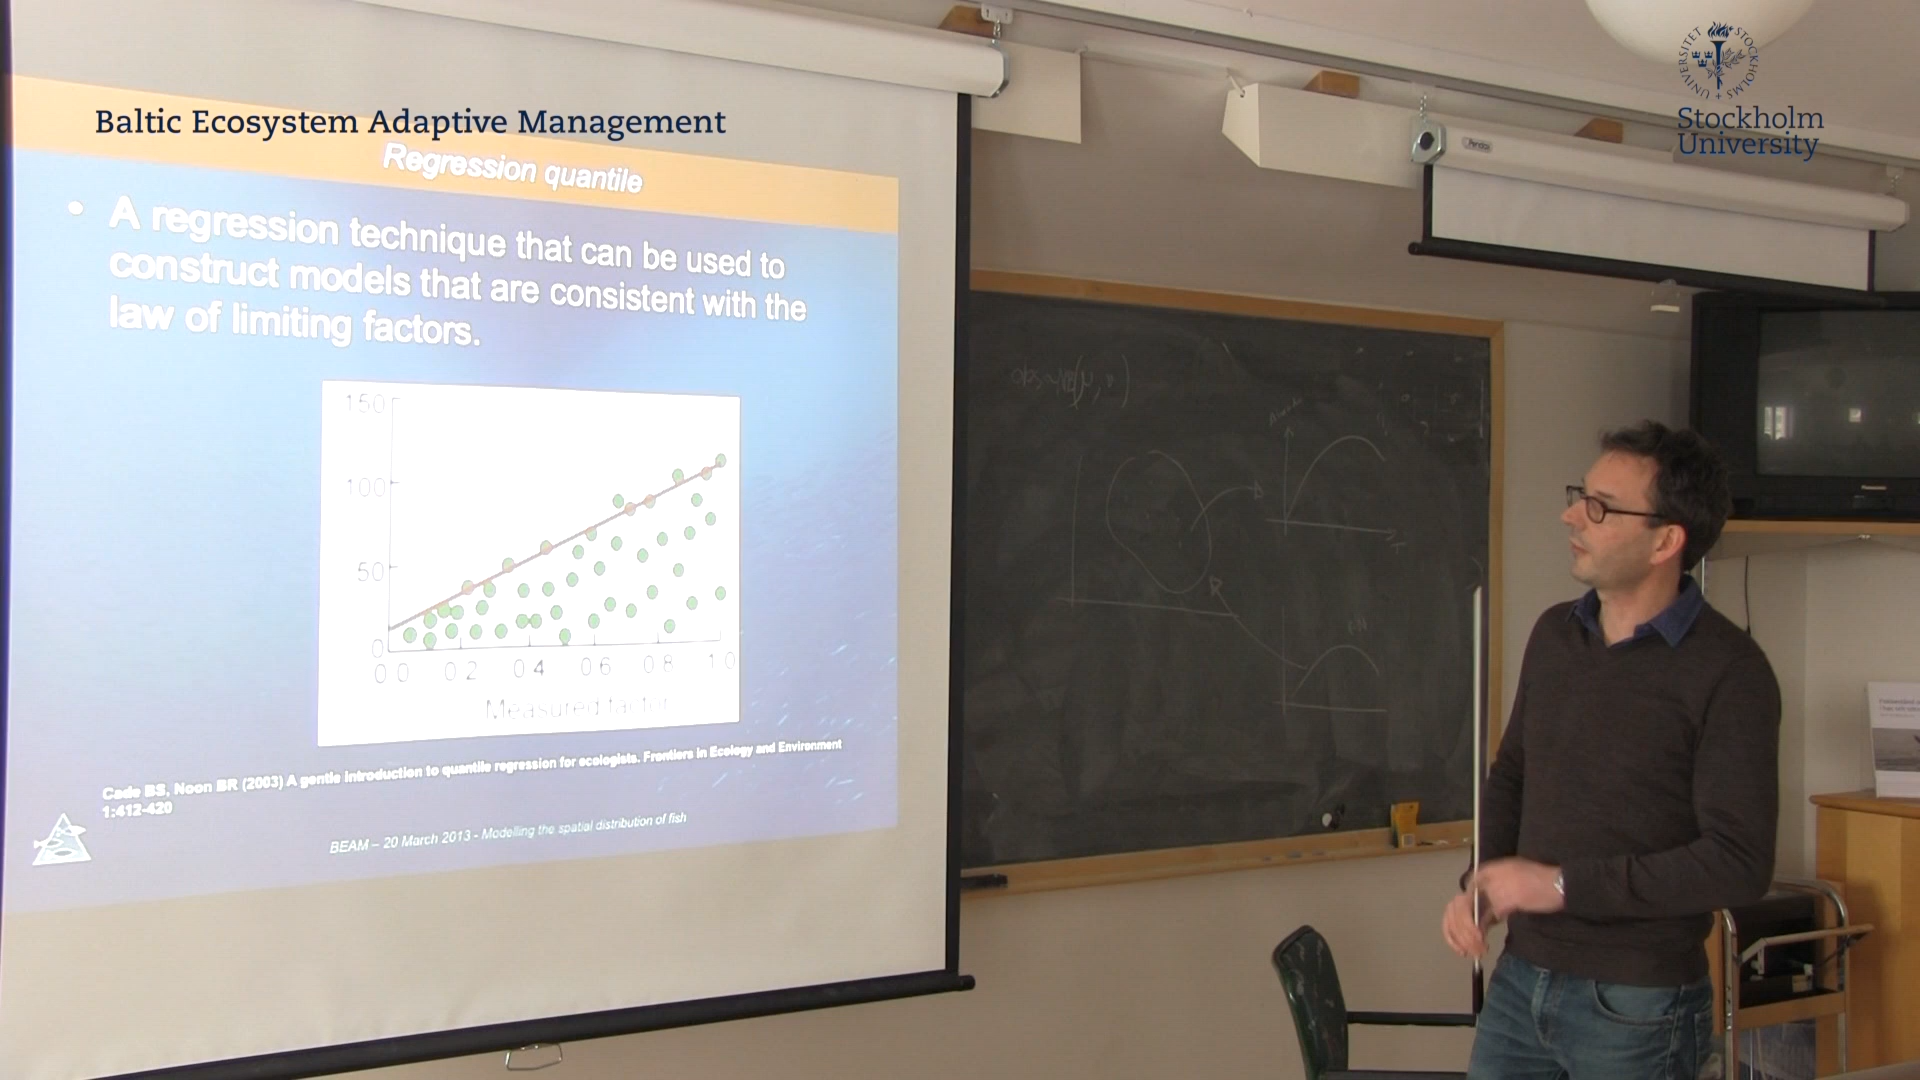 Baltic Ecosystem Adaptive Management
Stockholm
University
Regression quantile
• A regression technique that can be used to
construct models that are consistent with the
law of limiting factors.
150
100
50
0
0 0 0 2 0 4 0 6 0 8 1 0
Measured factor
Cade BS, Noon BR (2003) A gentle introduction to quantile regression for ecologists. Frontiers in Ecology and Environment
1:412-420
BEAM – 20 March 2013 - Modelling the spatial distribution of fish